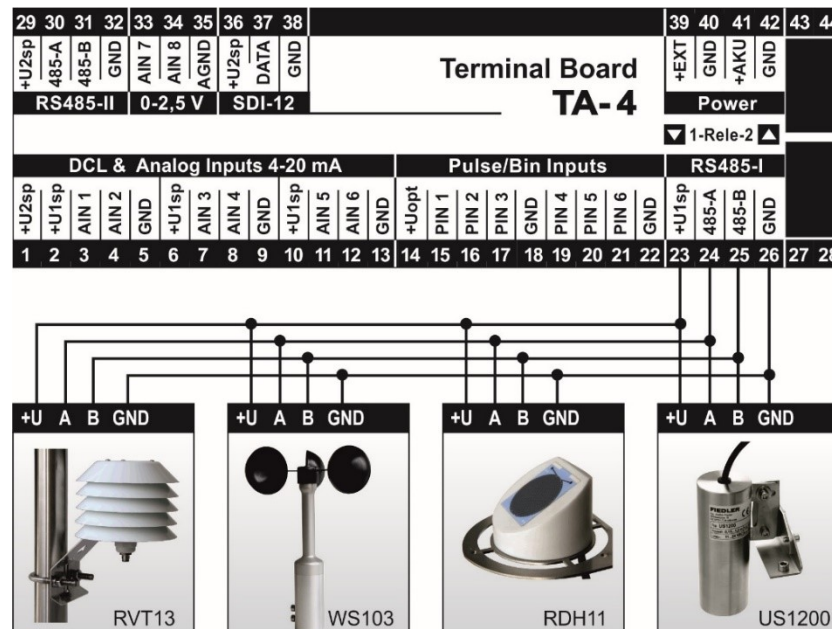 29 30 31 32 33 34 35 36 37 38 39 40 41 42 43 44
+U2sp 485-A 485-B GND AIN 7 AIN 8 AGND +U2sp DATA GND +EXT GND +AKU GND
RS485-II 0-2,5 V SDI-12 Power
Terminal Board
TA-4
1-Rele-2
DCL & Analog Inputs 4-20 mA Pulse/Bin Inputs RS485-I
+U2sp +U1sp AIN 1 AIN 2 GND +U1sp AIN 3 AIN 4 GND +U1sp AIN 5 AIN 6 GND +Uopt PIN 1 PIN 2 PIN 3 GND PIN 4 PIN 5 PIN 6 GND +U1sp 485-A 485-B GND
1 2 3 4 5 6 7 8 9 10 11 12 13 14 15 16 17 18 19 20 21 22 23 24 25 26 27 28
+U A B GND +U A B GND +U A B GND +U A B GND
FIEDLER
US1200
RVT13 WS103 RDH11 US1200